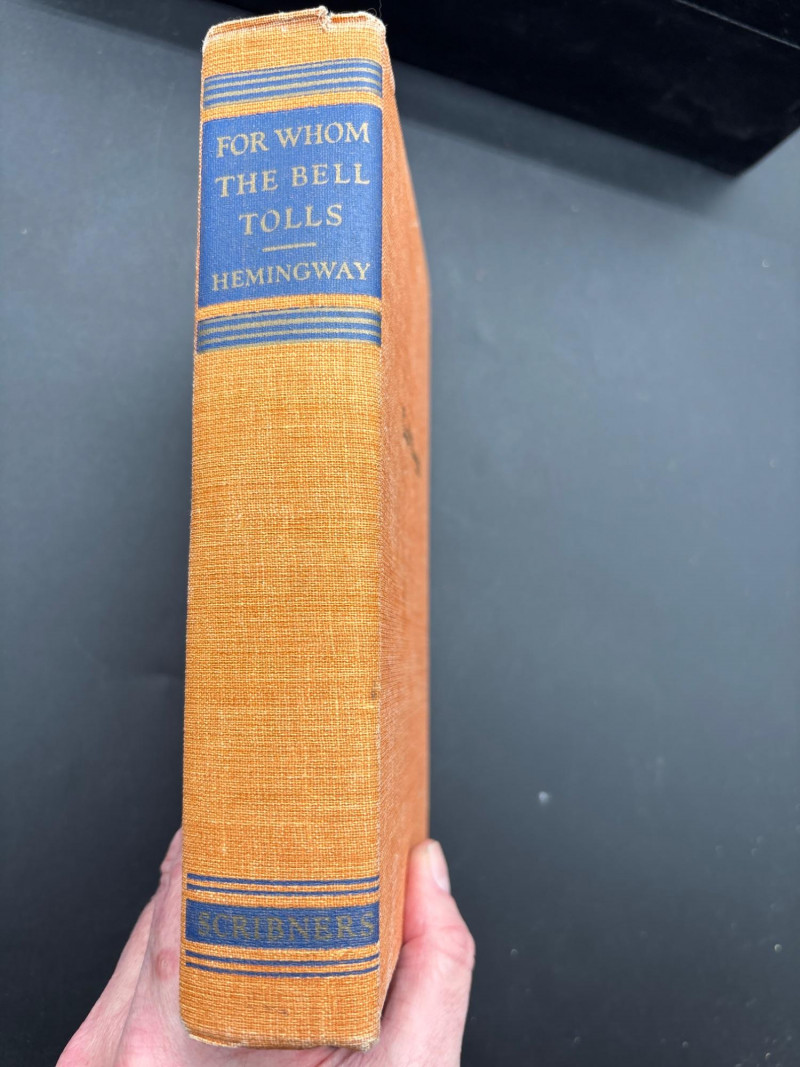 FOR WHOM
THE BELL
TOLLS
HEMINGWAY
SCRIBNERS